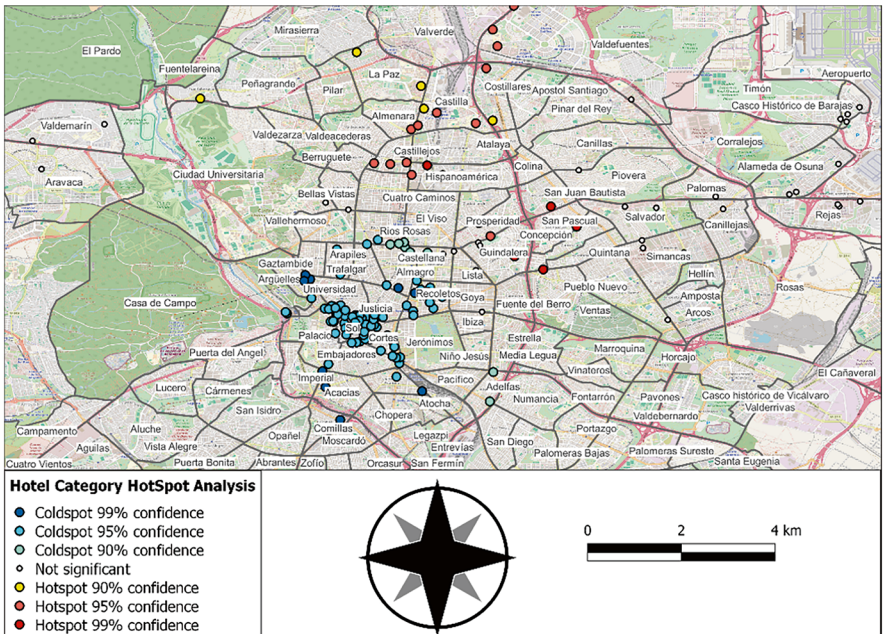 Mirasierra
Valverde
El Pardo
Valdefuentes
Fuentelareina
La Paz
Aeropuerto
Peñagrande
Pilar
Costillares
Apostol Santiago
Timón
Castilla
Casco Histórico de Barajas
Pinar del Rey
Valdemarín
Almonara
Valdezarza
Valdeacederas
Atalaya
Canillas
Corralejos
Berruguete
Castillejos
Colina
Piovera
Alameda de Osuna
Aravaca
Ciudad Universitaria
Hispanoamérica
Bellas Vistas
Cuatro Caminos
San Juan Bautista
Palomas
Vallehermoso
El Viso
Prosperidad
San Pascual
Salvador
Rejas
Rios Rosas
Concepción
Canillejas
Arapiles
Castellana
Guindalera
Quintana
Simancas
Gaztambide
Trafalgar
Almagro
Lista
Hellín
Argüelles
Universidad
Recoletos
Goya
Pueblo Nuevo
Rosas
Amposta
Casa de Campo
Justicia
Fuente del Berro
Ventas
Arcos
Sol
Ibiza
Palacio
Cortes
Jerónimos
Estrella
Puerta del Angel
Embajadores
Niño Jesús
Media Legua
Marroquina
Horcajo
Imperial
Pacifico
Vinateros
El Cañaveral
Lucero
Cármenes
Acacias
Adelfas
Numancia
Fontarrón
Pavones
Casco histórico de Vicálvaro
Atocha
Valderrivas
San Isidro
Chopera
Valdebernardo
Campamento
Aluche
Opañel
Comillas
Portazgo
Moscardó
Legazpi
Aguilas
Vista Alegre
Entrevías
San Diego
Palomeras Bajas
Palomeras Sureste
Cuatro Vientos
Puerta Bonita
Abrantes
Zofío
Orcasur
San Fermín
Santa Eugenia
Hotel Category HotSpot Analysis
Coldspot 99% confidence
Coldspot 95% confidence
Coldspot 90% confidence
Not significant
Hotspot 90% confidence
Hotspot 95% confidence
Hotspot 99% confidence
0 2 4 km